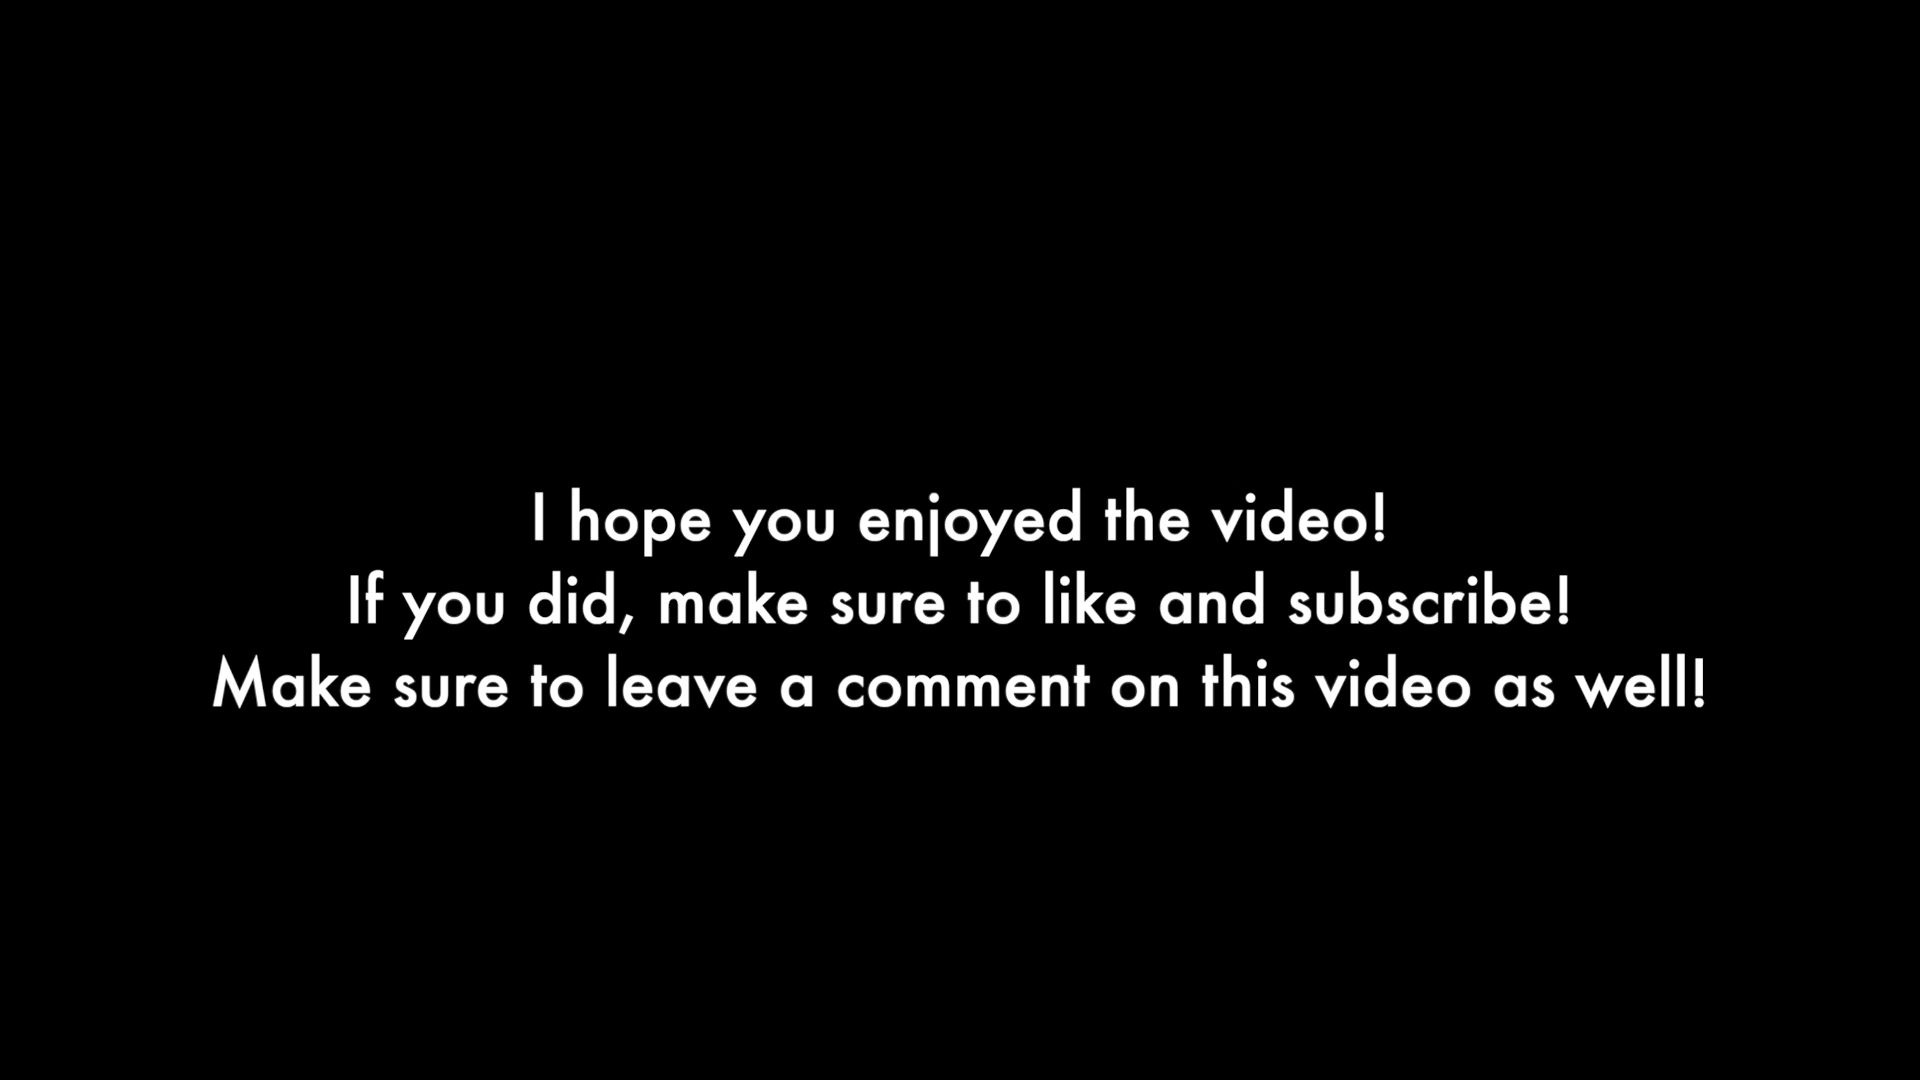 I hope you enjoyed the video!
If you did, make sure to like and subscribe!
Make sure to leave a comment on this video as well!